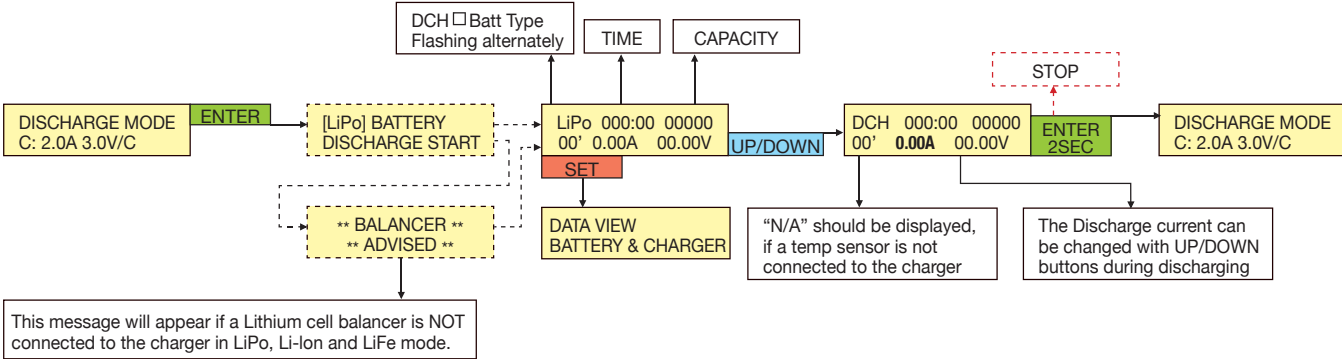 DCH □ Batt Type
Flashing alternately
TIME
CAPACITY
STOP
DISCHARGE MODE
C: 2.0A 3.0V/C
ENTER
[LiPo] BATTERY
DISCHARGE START
LiPo 000:00 00000
00' 0.00A 00.00V
UP/DOWN
SET
DCH 000:00 00000
00' 0.00A 00.00V
ENTER
2SEC
DISCHARGE MODE
C: 2.0A 3.0V/C
** BALANCER **
** ADVISED **
DATA VIEW
BATTERY & CHARGER
“N/A” should be displayed,
if a temp sensor is not
connected to the charger
The Discharge current can
be changed with UP/DOWN
buttons during discharging
This message will appear if a Lithium cell balancer is NOT
connected to the charger in LiPo, Li-Ion and LiFe mode.